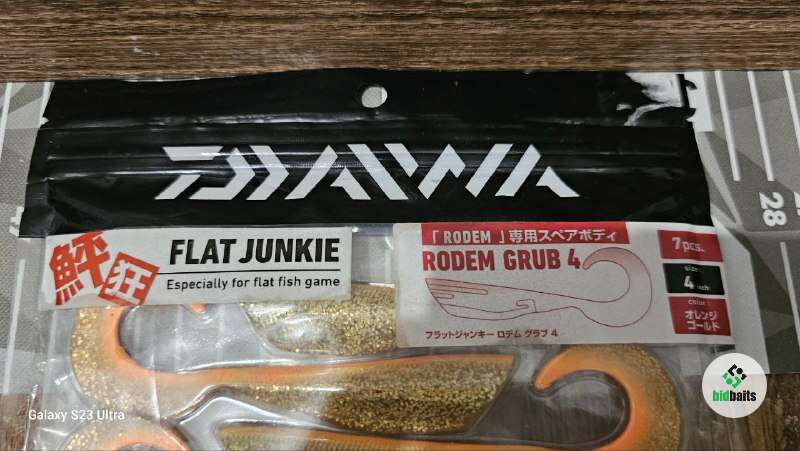 DAIWA
鮃狂
FLAT JUNKIE
Especially for flat fish game
「RODEM」専用スペアボディ
RODEM GRUB 4
フラットジャンキー ロデム グラブ 4
7pcs.
size:
4 inch
color:
オレンジ
ゴールド
28
Galaxy S23 Ultra
bidbaits